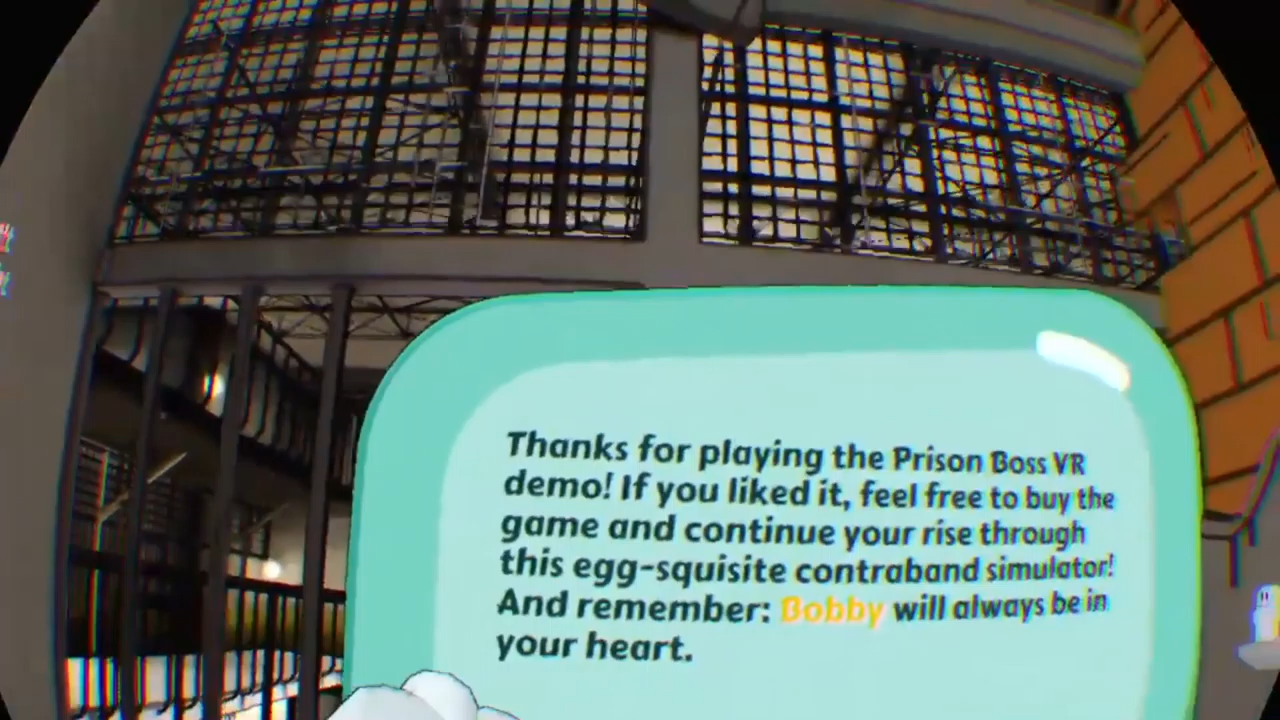 Thanks for playing the Prison Boss VR
demo! If you liked it, feel free to buy the
game and continue your rise through
this egg-squisite contraband simulator!
And remember: Bobby will always be in
your heart.